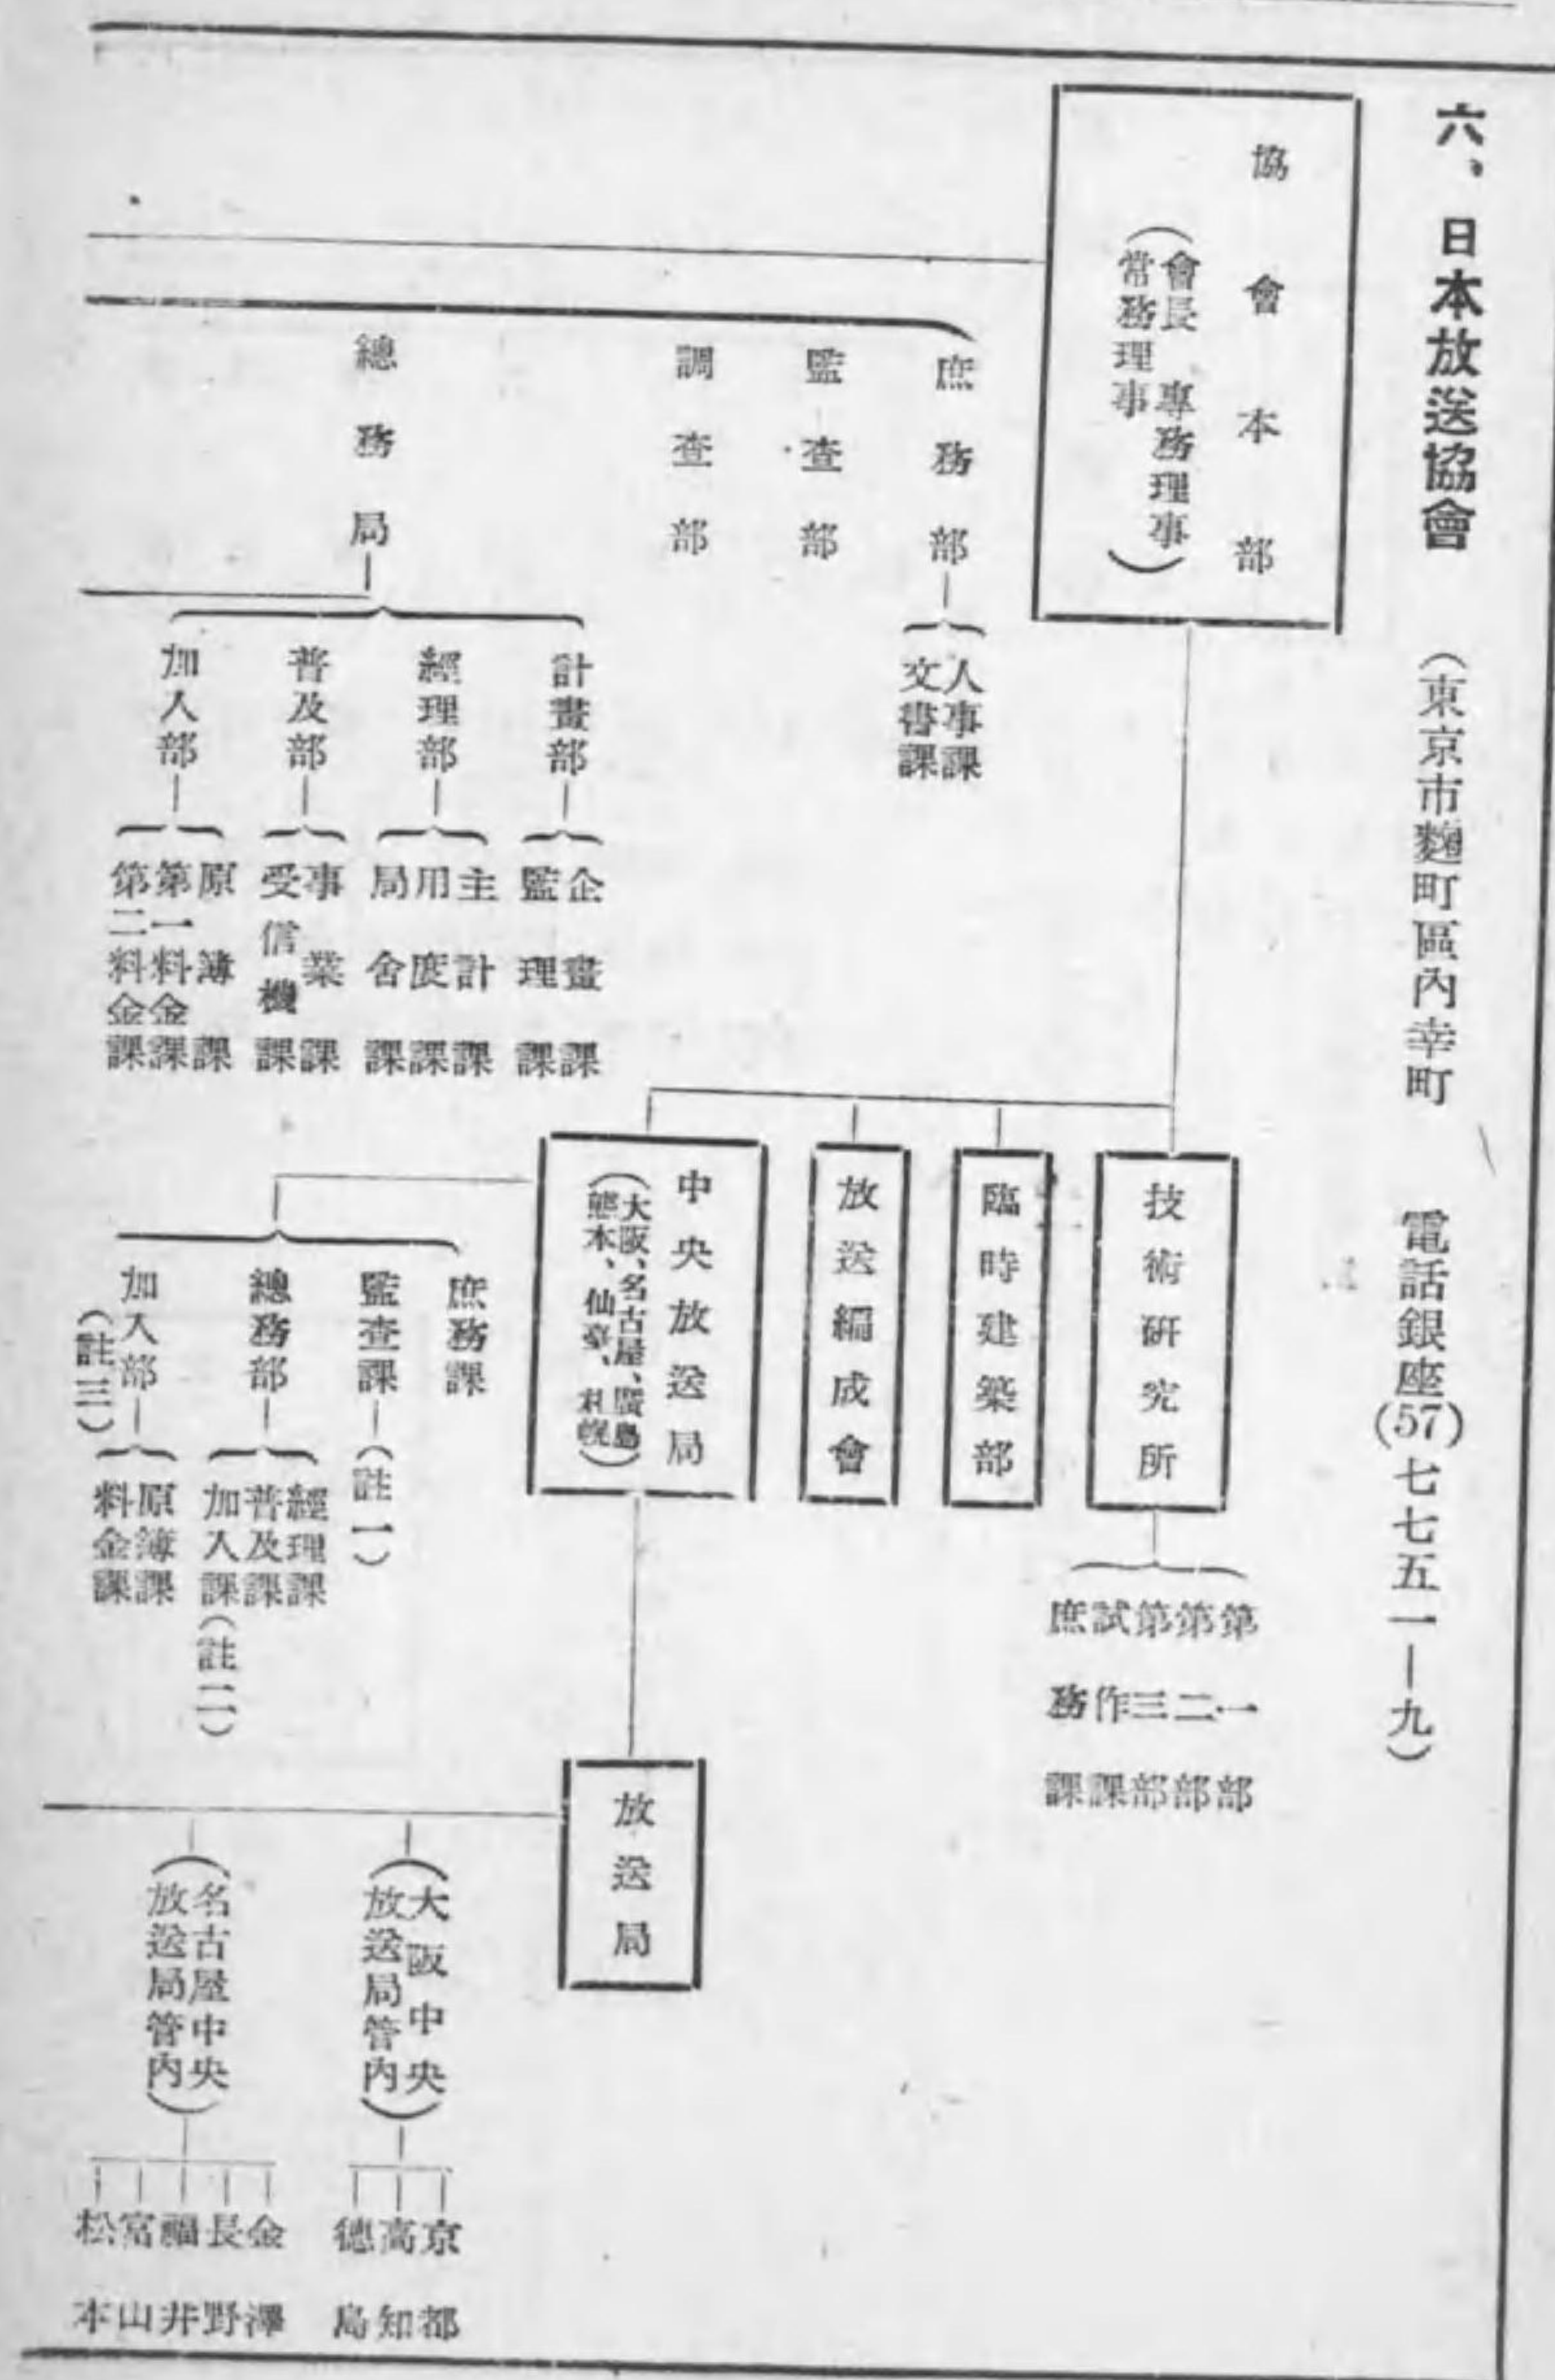 六、日本放送協會 (東京市麴町區內幸町 電話銀座(57)七七五一―九)
協會本部
(會長 專務理事
常務理事)
庶務部
人事課
文書課
監查部
調查部
總務局
計畫部
企畫課
監理課
經理部
主計課
用度課
局舍課
普及部
事業課
受信機課
加入部
原簿課
第一料金課
第二料金課
技術硏究所
第一部
第二部
第三部
試作課
庶務課
臨時建築部
放送編成會
中央放送局
(大阪、名古屋、廣島
熊本、仙臺、札幌)
庶務課
監查課
(註一)
總務部
經理課
普及課
加入課(註二)
加入部
(註三)
原簿課
料金課
放送局
(大阪中央
放送局管內)
京都
高知
德島
(名古屋中央
放送局管內)
金澤
長野
福井
富山
松本